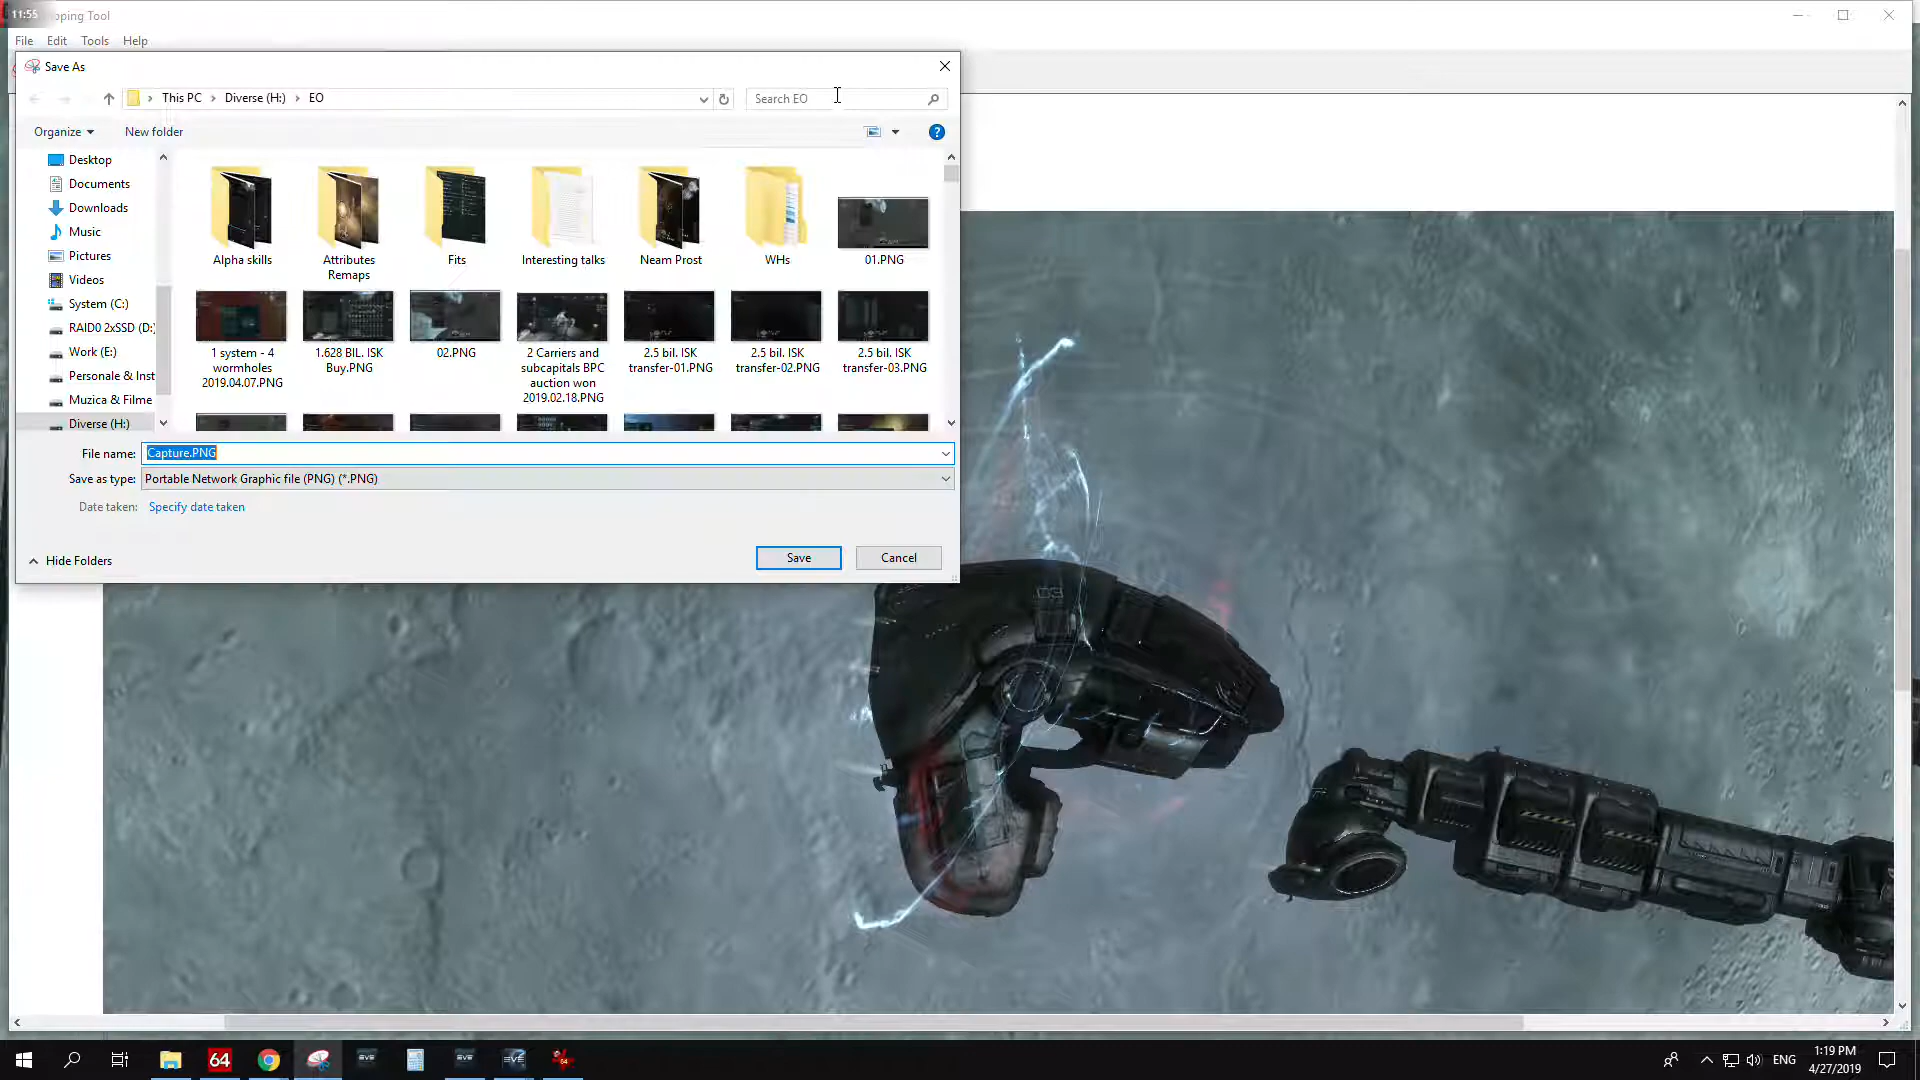 11:55
pping Tool
File Edit Tools Help
Save As
This PC > Diverse (H:) > EO
Search EO
Organize
New folder
Desktop
Documents
Downloads
Music
Pictures
Videos
System (C:)
RAID0 2xSSD (D:)
Work (E:)
Personale & Inst
Muzica & Filme
Diverse (H:)
Alpha skills
Attributes
Remaps
Fits
Interesting talks
Neam Prost
WHs
01.PNG
1 system - 4
wormholes
2019.04.07.PNG
1.628 BIL. ISK
Buy.PNG
02.PNG
2 Carriers and
subcapitals BPC
auction won
2019.02.18.PNG
2.5 bil. ISK
transfer-01.PNG
2.5 bil. ISK
transfer-02.PNG
2.5 bil. ISK
transfer-03.PNG
File name: Capture.PNG
Save as type: Portable Network Graphic file (PNG) (*.PNG)
Date taken: Specify date taken
Hide Folders
Save
Cancel
03
64
EVE
EVE
EVE
64
ENG
1:19 PM
4/27/2019